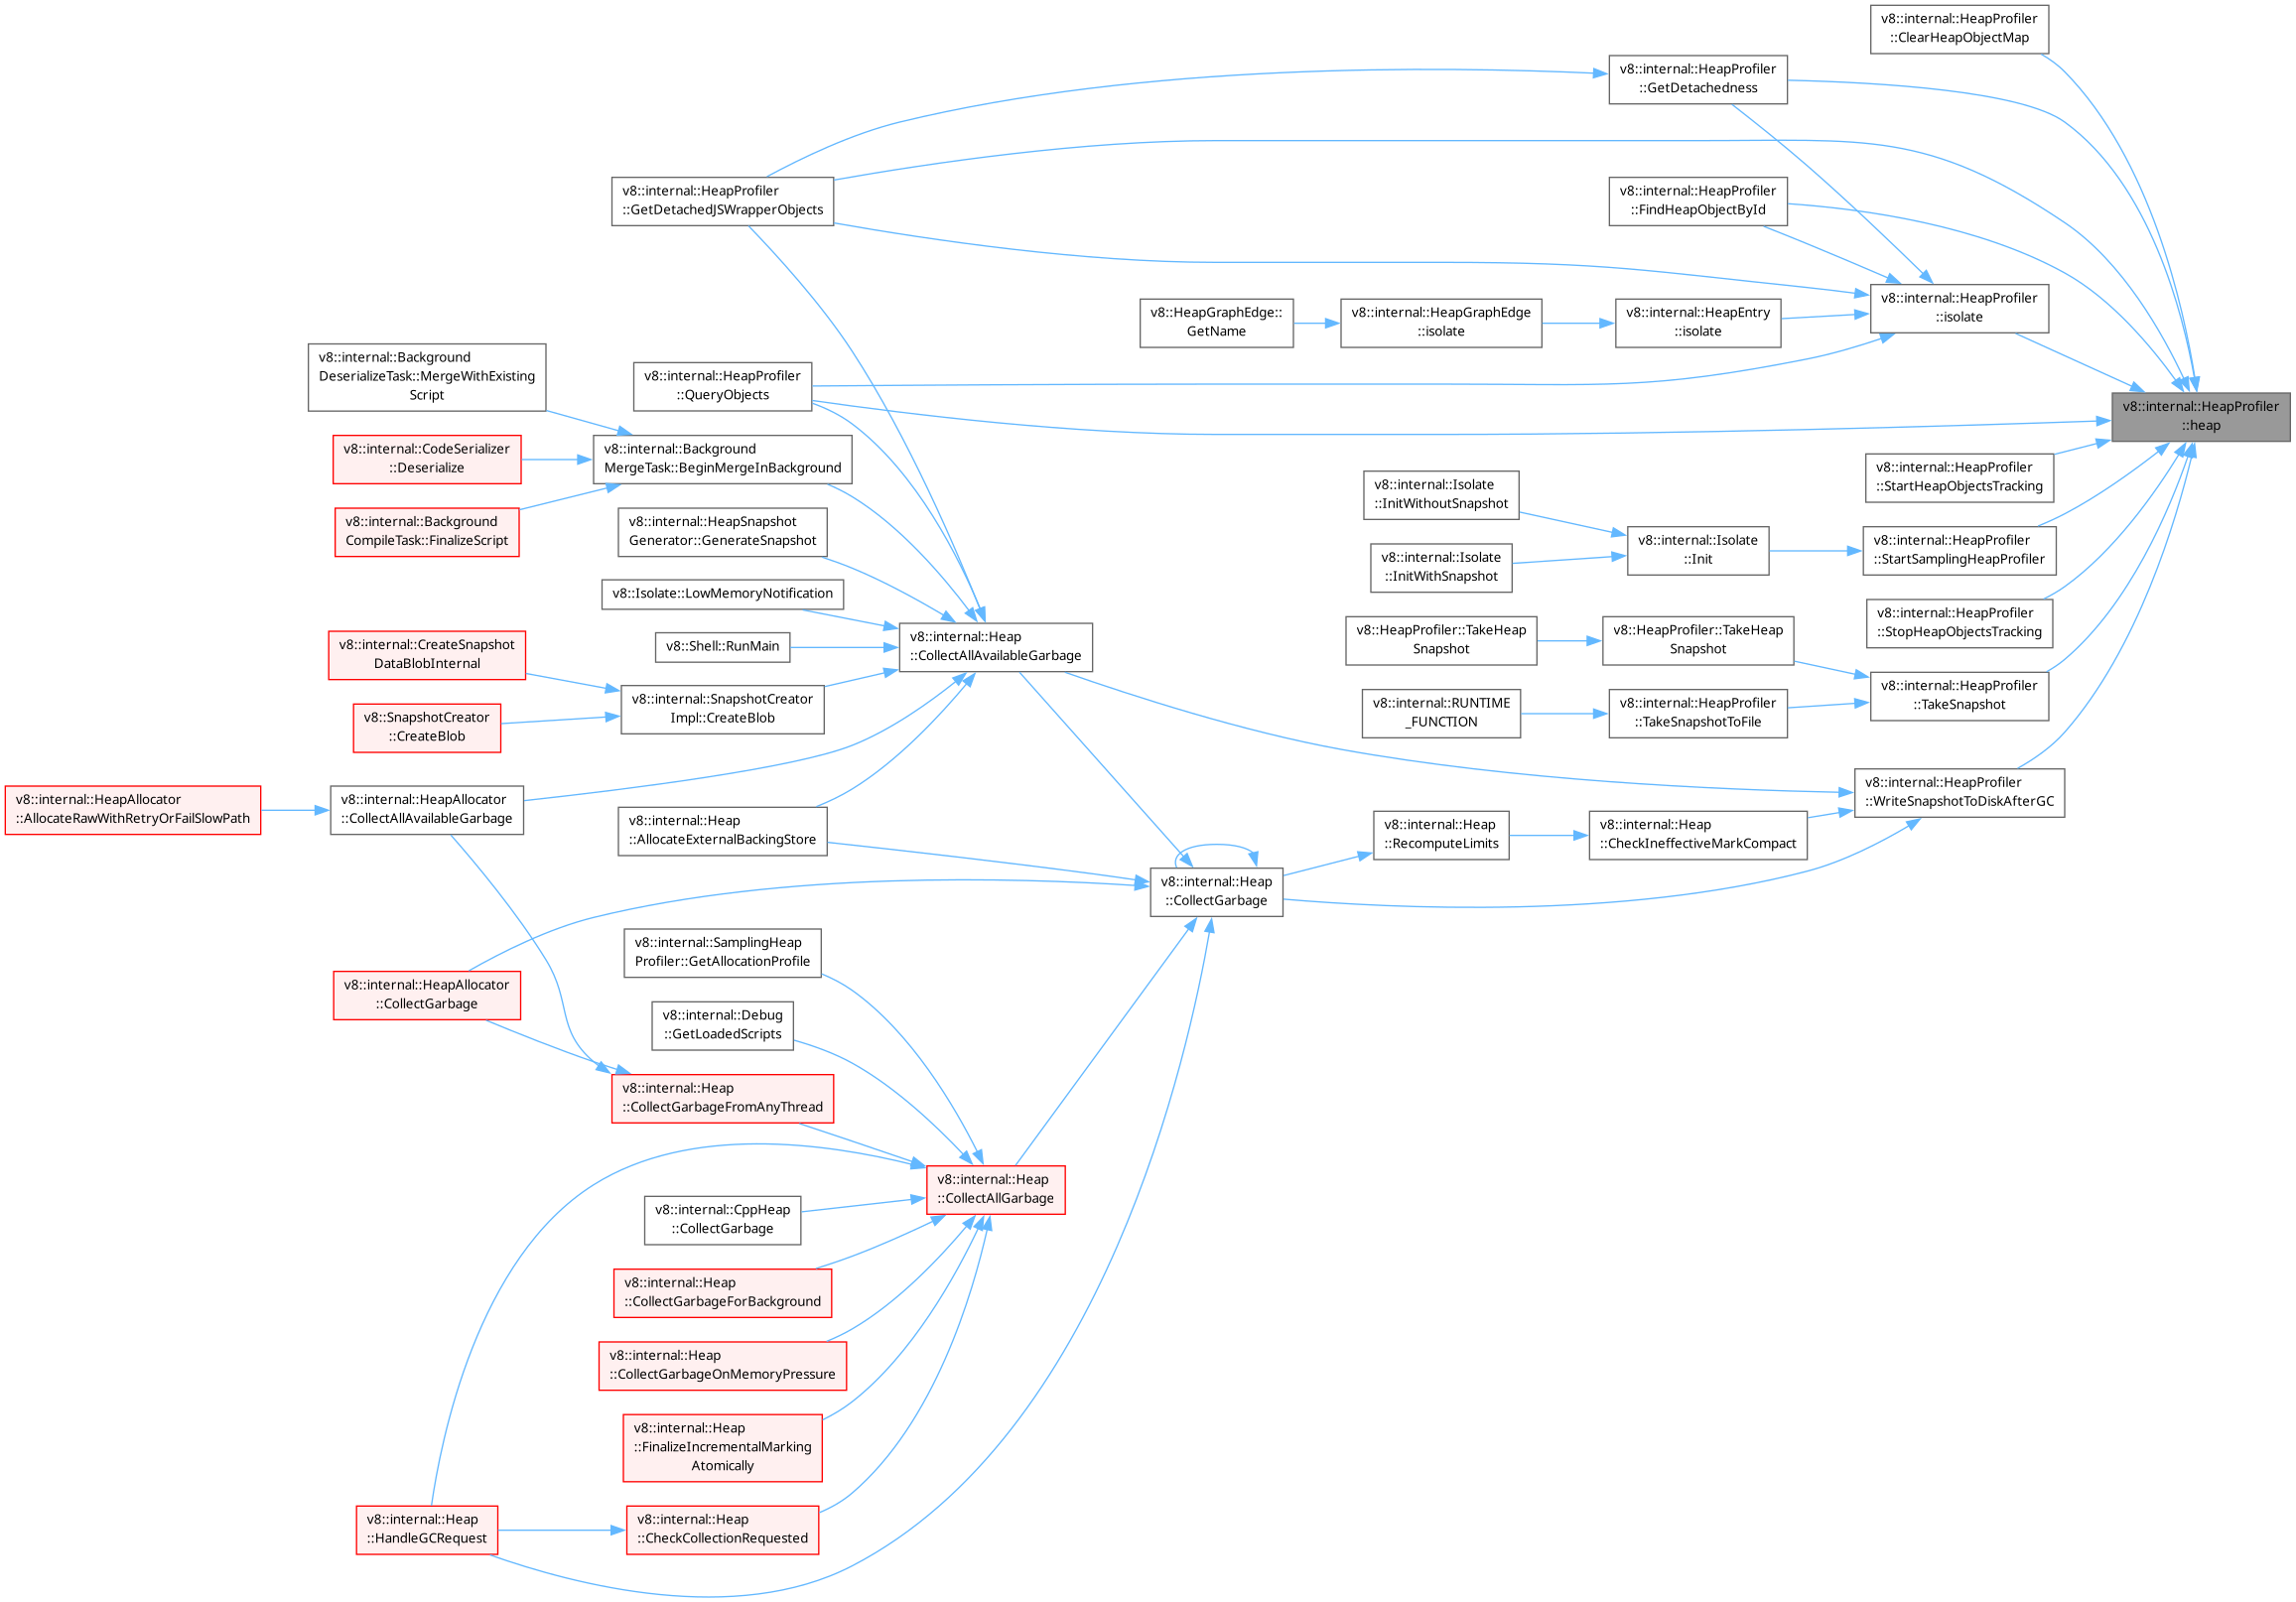 v8::internal::HeapProfiler
::ClearHeapObjectMap
v8::internal::HeapProfiler
::GetDetachedness
v8::internal::HeapProfiler
::GetDetachedJSWrapperObjects
v8::internal::HeapProfiler
::FindHeapObjectById
v8::internal::HeapProfiler
::isolate
v8::HeapGraphEdge::
GetName
v8::internal::HeapGraphEdge
::isolate
v8::internal::HeapEntry
::isolate
v8::internal::Background
DeserializeTask::MergeWithExisting
Script
v8::internal::HeapProfiler
::QueryObjects
v8::internal::HeapProfiler
::heap
v8::internal::CodeSerializer
::Deserialize
v8::internal::Background
MergeTask::BeginMergeInBackground
v8::internal::HeapProfiler
::StartHeapObjectsTracking
v8::internal::Isolate
::InitWithoutSnapshot
v8::internal::Background
CompileTask::FinalizeScript
v8::internal::HeapSnapshot
Generator::GenerateSnapshot
v8::internal::Isolate
::Init
v8::internal::HeapProfiler
::StartSamplingHeapProfiler
v8::internal::Isolate
::InitWithSnapshot
v8::Isolate::LowMemoryNotification
v8::internal::HeapProfiler
::StopHeapObjectsTracking
v8::internal::Heap
::CollectAllAvailableGarbage
v8::HeapProfiler::TakeHeap
Snapshot
v8::HeapProfiler::TakeHeap
Snapshot
v8::internal::CreateSnapshot
DataBlobInternal
v8::Shell::RunMain
v8::internal::HeapProfiler
::TakeSnapshot
v8::internal::SnapshotCreator
Impl::CreateBlob
v8::internal::RUNTIME
_FUNCTION
v8::internal::HeapProfiler
::TakeSnapshotToFile
v8::SnapshotCreator
::CreateBlob
v8::internal::HeapProfiler
::WriteSnapshotToDiskAfterGC
v8::internal::HeapAllocator
::AllocateRawWithRetryOrFailSlowPath
v8::internal::HeapAllocator
::CollectAllAvailableGarbage
v8::internal::Heap
::AllocateExternalBackingStore
v8::internal::Heap
::RecomputeLimits
v8::internal::Heap
::CheckIneffectiveMarkCompact
v8::internal::Heap
::CollectGarbage
v8::internal::SamplingHeap
Profiler::GetAllocationProfile
v8::internal::HeapAllocator
::CollectGarbage
v8::internal::Debug
::GetLoadedScripts
v8::internal::Heap
::CollectGarbageFromAnyThread
v8::internal::Heap
::CollectAllGarbage
v8::internal::CppHeap
::CollectGarbage
v8::internal::Heap
::CollectGarbageForBackground
v8::internal::Heap
::CollectGarbageOnMemoryPressure
v8::internal::Heap
::FinalizeIncrementalMarking
Atomically
v8::internal::Heap
::HandleGCRequest
v8::internal::Heap
::CheckCollectionRequested